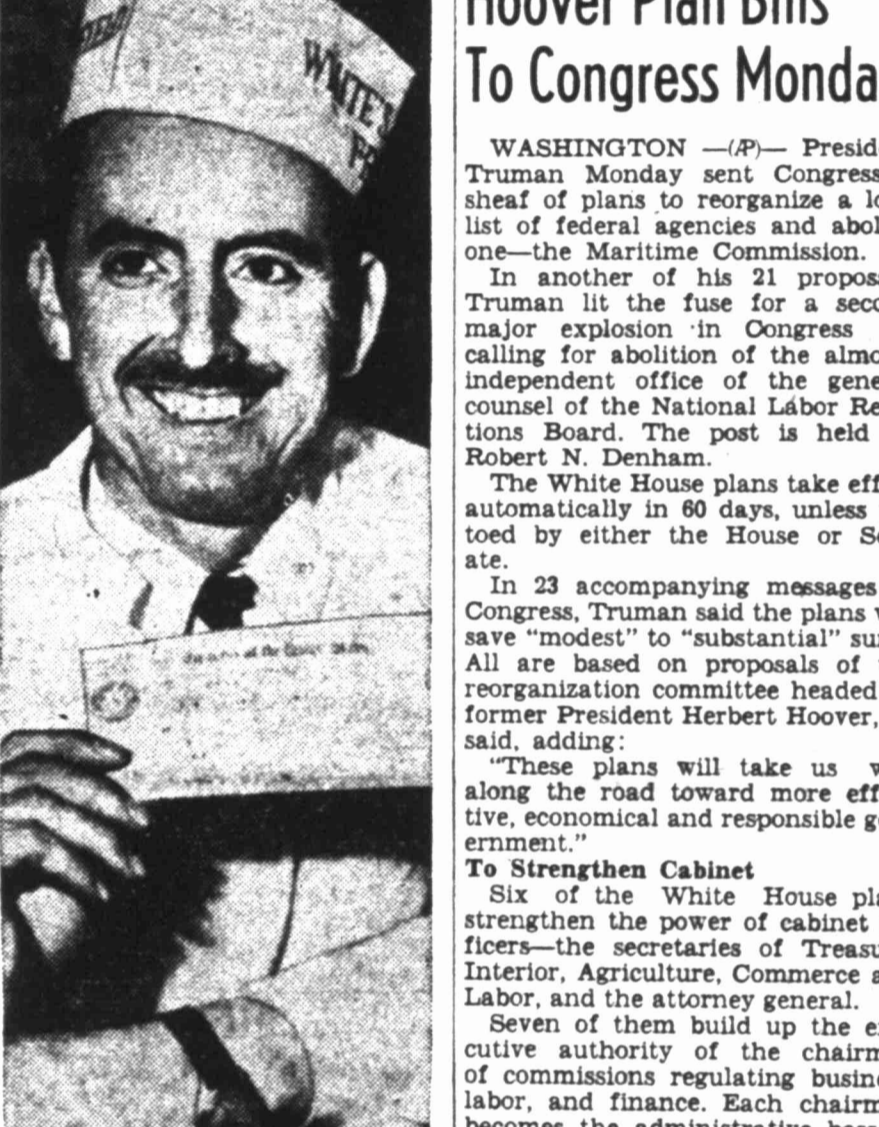 WHITE'S
Hoover Plan Bills
To Congress Monda
WASHINGTON —(AP)— Presid
Truman Monday sent Congress
sheaf of plans to reorganize a lo
list of federal agencies and abol
one—the Maritime Commission.
In another of his 21 propos
Truman lit the fuse for a seco
major explosion in Congress
calling for abolition of the almo
independent office of the gene
counsel of the National Labor Re
tions Board. The post is held
Robert N. Denham.
The White House plans take eff
automatically in 60 days, unless
toed by either the House or Se
ate.
In 23 accompanying messages
Congress, Truman said the plans w
save "modest" to "substantial" su
All are based on proposals of
reorganization committee headed
former President Herbert Hoover,
said, adding:
"These plans will take us w
along the road toward more eff
tive, economical and responsible go
ernment."
To Strengthen Cabinet
Six of the White House pla
strengthen the power of cabinet
ficers—the secretaries of Treasu
Interior, Agriculture, Commerce a
Labor, and the attorney general.
Seven of them build up the ex
cutive authority of the chairm
of commissions regulating busine
labor, and finance. Each chairm
becomes the administrative